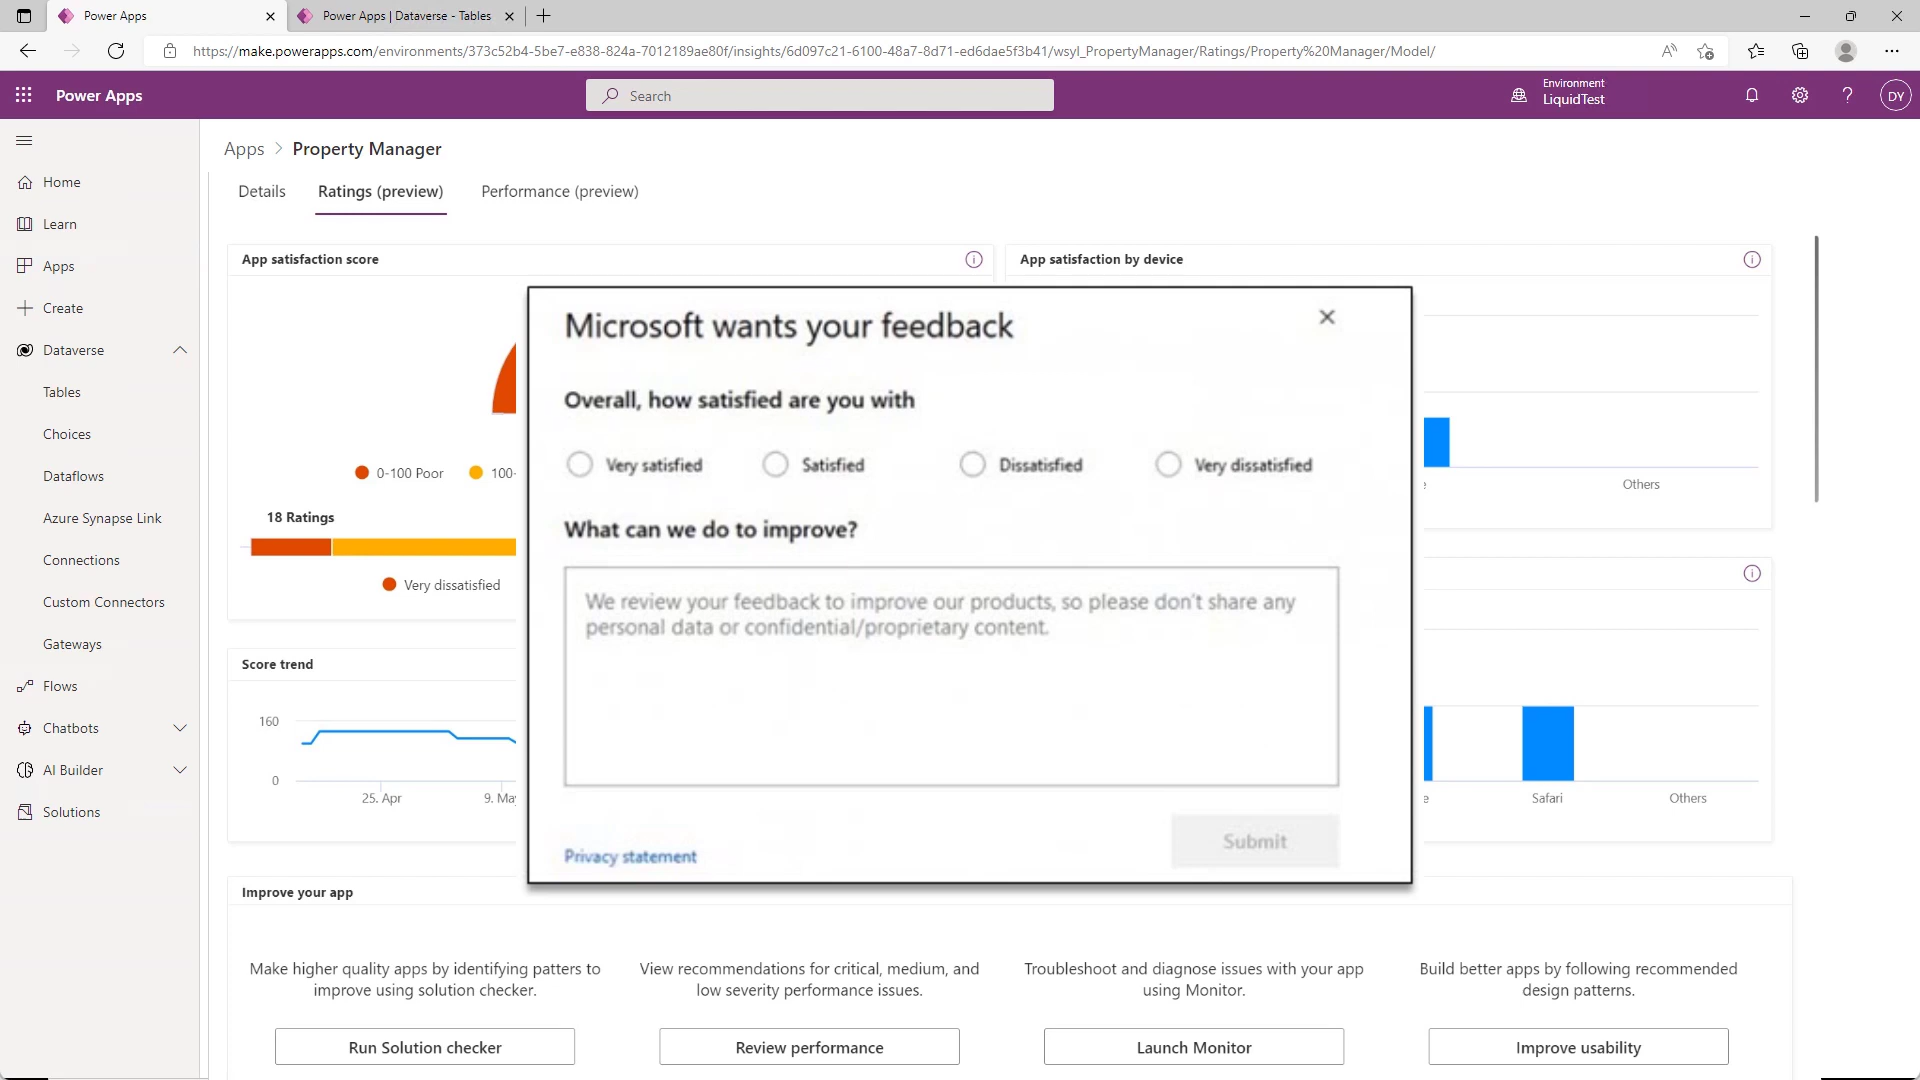 Power Apps
Power Apps | Dataverse - Tables
https://make.powerapps.com/environments/373c52b4-5be7-e838-824a-7012189ae80f/insights/6d097c21-6100-48a7-8d71-ed6dae5f3b41/wsyl_PropertyManager/Ratings/Property%20Manager/Model/
Power Apps
Search
Environment
LiquidTest
DY
Home
Learn
Apps
Create
Dataverse
Tables
Choices
Dataflows
Azure Synapse Link
Connections
Custom Connectors
Gateways
Flows
Chatbots
AI Builder
Solutions
Apps > Property Manager
Details
Ratings (preview)
Performance (preview)
App satisfaction score
App satisfaction by device
0-100 Poor
100-
18 Ratings
Very dissatisfied
Others
Score trend
160
0
25. Apr
9. May
Safari
Others
Microsoft wants your feedback
Overall, how satisfied are you with
Very satisfied
Satisfied
Dissatisfied
Very dissatisfied
What can we do to improve?
We review your feedback to improve our products, so please don't share any
personal data or confidential/proprietary content.
Privacy statement
Submit
Improve your app
Make higher quality apps by identifying patters to
improve using solution checker.
Run Solution checker
View recommendations for critical, medium, and
low severity performance issues.
Review performance
Troubleshoot and diagnose issues with your app
using Monitor.
Launch Monitor
Build better apps by following recommended
design patterns.
Improve usability